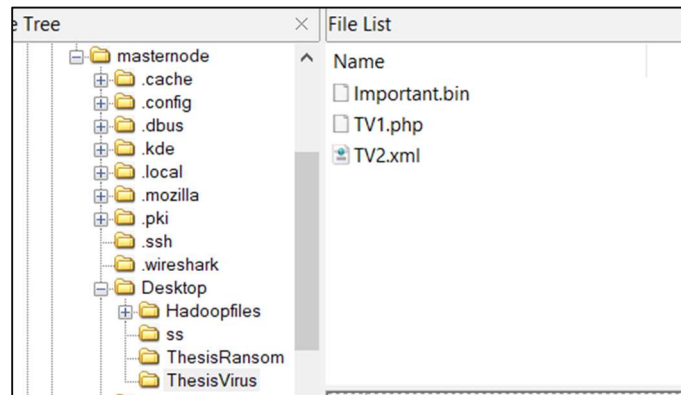 e Tree
masternode
.cache
.config
.dbus
.kde
.local
.mozilla
.pki
.ssh
.wireshark
Desktop
Hadoopfiles
ss
ThesisRansom
ThesisVirus
File List
Name
Important.bin
TV1.php
TV2.xml